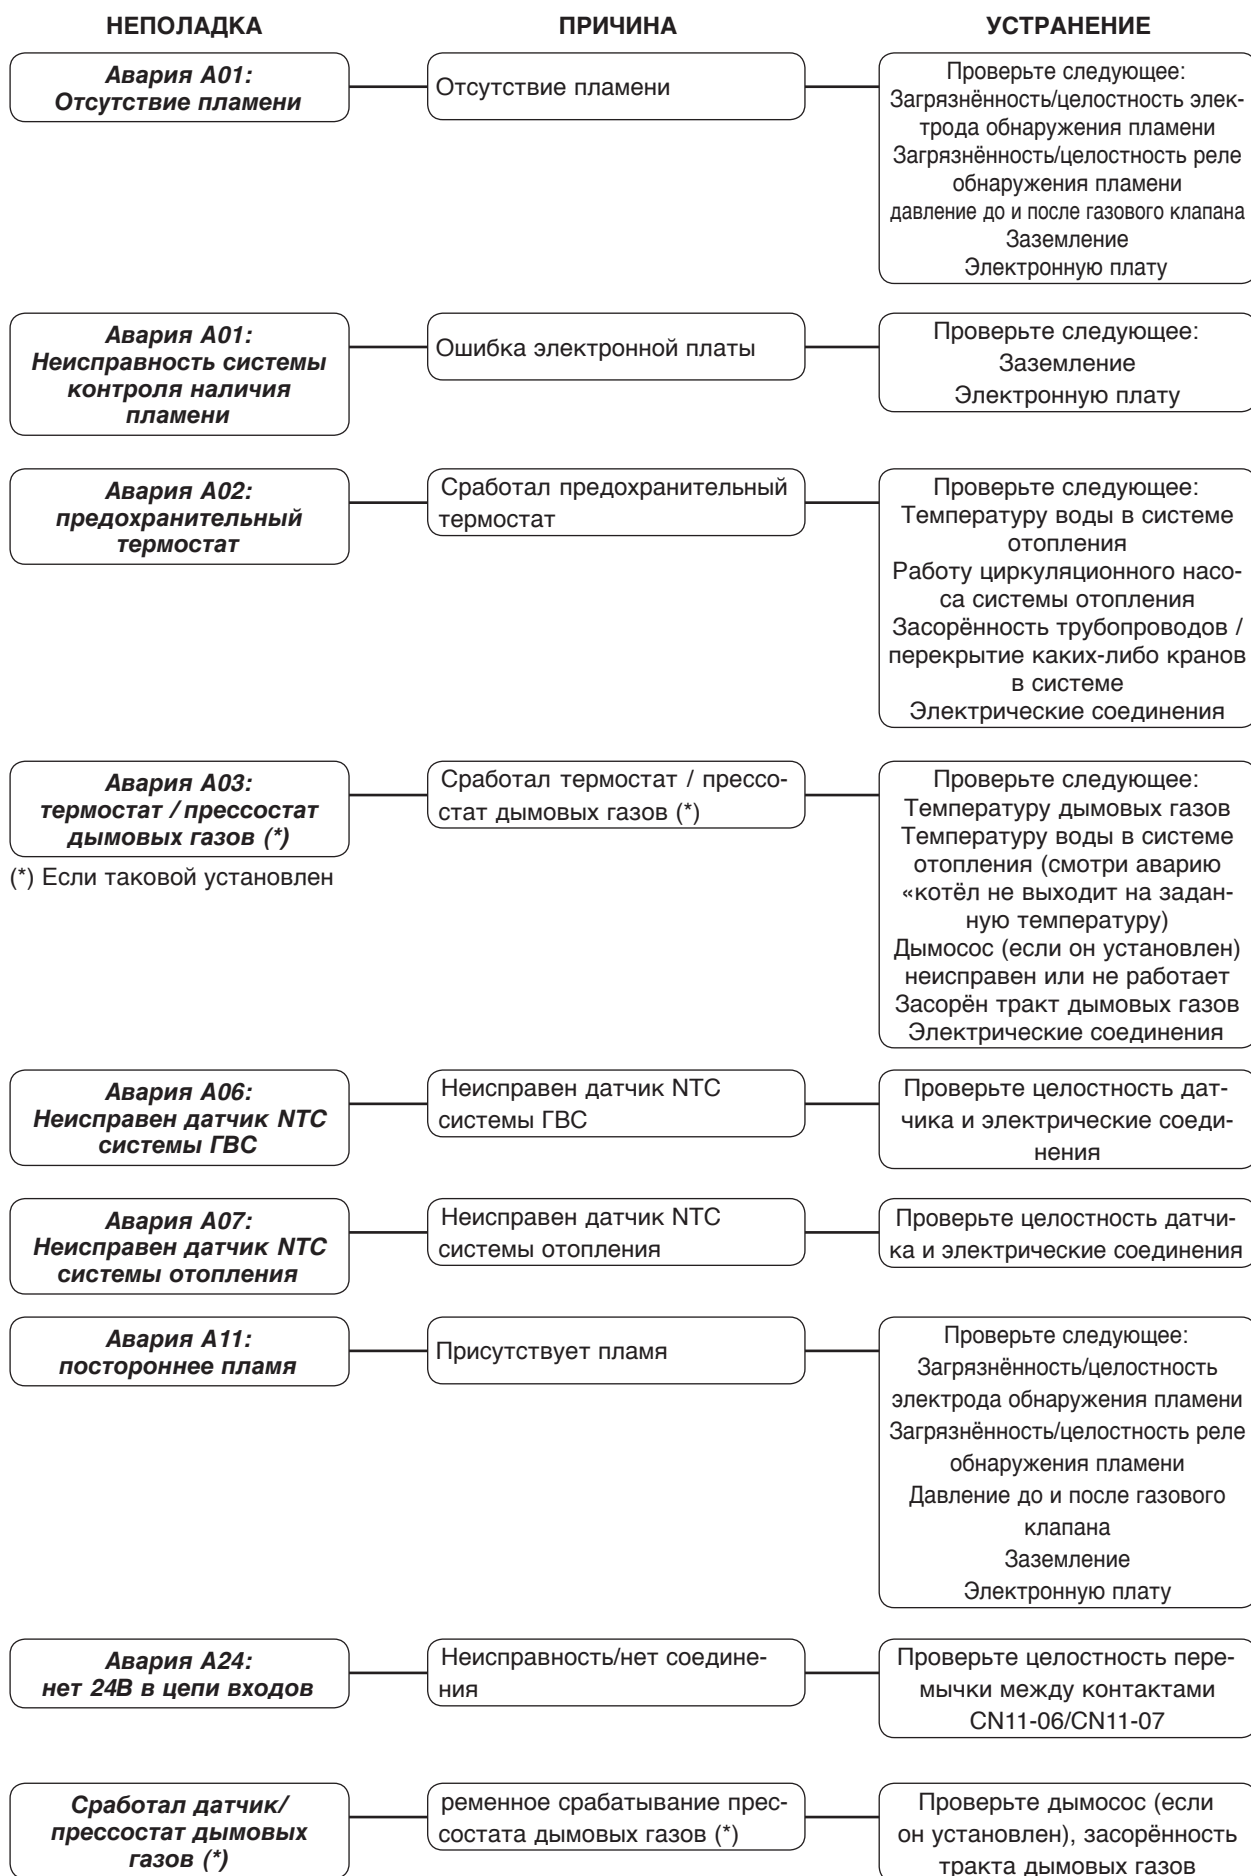 НЕПОЛАДКА
ПРИЧИНА
УСТРАНЕНИЕ
Авария А01:
Отсутствие пламени
Отсутствие пламени
Проверьте следующее:
Загрязнённость/целостность элек-
трода обнаружения пламени
Загрязнённость/целостность реле
обнаружения пламени
давление до и после газового клапана
Заземление
Электронную плату
Авария А01:
Неисправность системы
контроля наличия
пламени
Ошибка электронной платы
Проверьте следующее:
Заземление
Электронную плату
Авария А02:
предохранительный
термостат
Сработал предохранительный
термостат
Проверьте следующее:
Температуру воды в системе
отопления
Работу циркуляционного насо-
са системы отопления
Засорённость трубопроводов /
перекрытие каких-либо кранов
в системе
Электрические соединения
Авария А03:
термостат / прессостат
дымовых газов (*)
(*) Если таковой установлен
Сработал термостат / прессо-
стат дымовых газов (*)
Проверьте следующее:
Температуру дымовых газов
Температуру воды в системе
отопления (смотри аварию
«котёл не выходит на задан-
ную температуру)
Дымосос (если он установлен)
неисправен или не работает
Засорён тракт дымовых газов
Электрические соединения
Авария А06:
Неисправен датчик NTC
системы ГВС
Неисправен датчик NTC
системы ГВС
Проверьте целостность дат-
чика и электрические соеди-
нения
Авария А07:
Неисправен датчик NTC
системы отопления
Неисправен датчик NTC
системы отопления
Проверьте целостность датчи-
ка и электрические соединения
Авария А11:
постороннее пламя
Присутствует пламя
Проверьте следующее:
Загрязнённость/целостность
электрода обнаружения пламени
Загрязнённость/целостность реле
обнаружения пламени
Давление до и после газового
клапана
Заземление
Электронную плату
Авария А24:
нет 24В в цепи входов
Неисправность/нет соедине-
ния
Проверьте целостность пере-
мычки между контактами
CN11-06/CN11-07
Сработал датчик/
прессостат дымовых
газов (*)
ременное срабатывание прес-
состата дымовых газов (*)
Проверьте дымосос (если
он установлен), засорённость
тракта дымовых газов